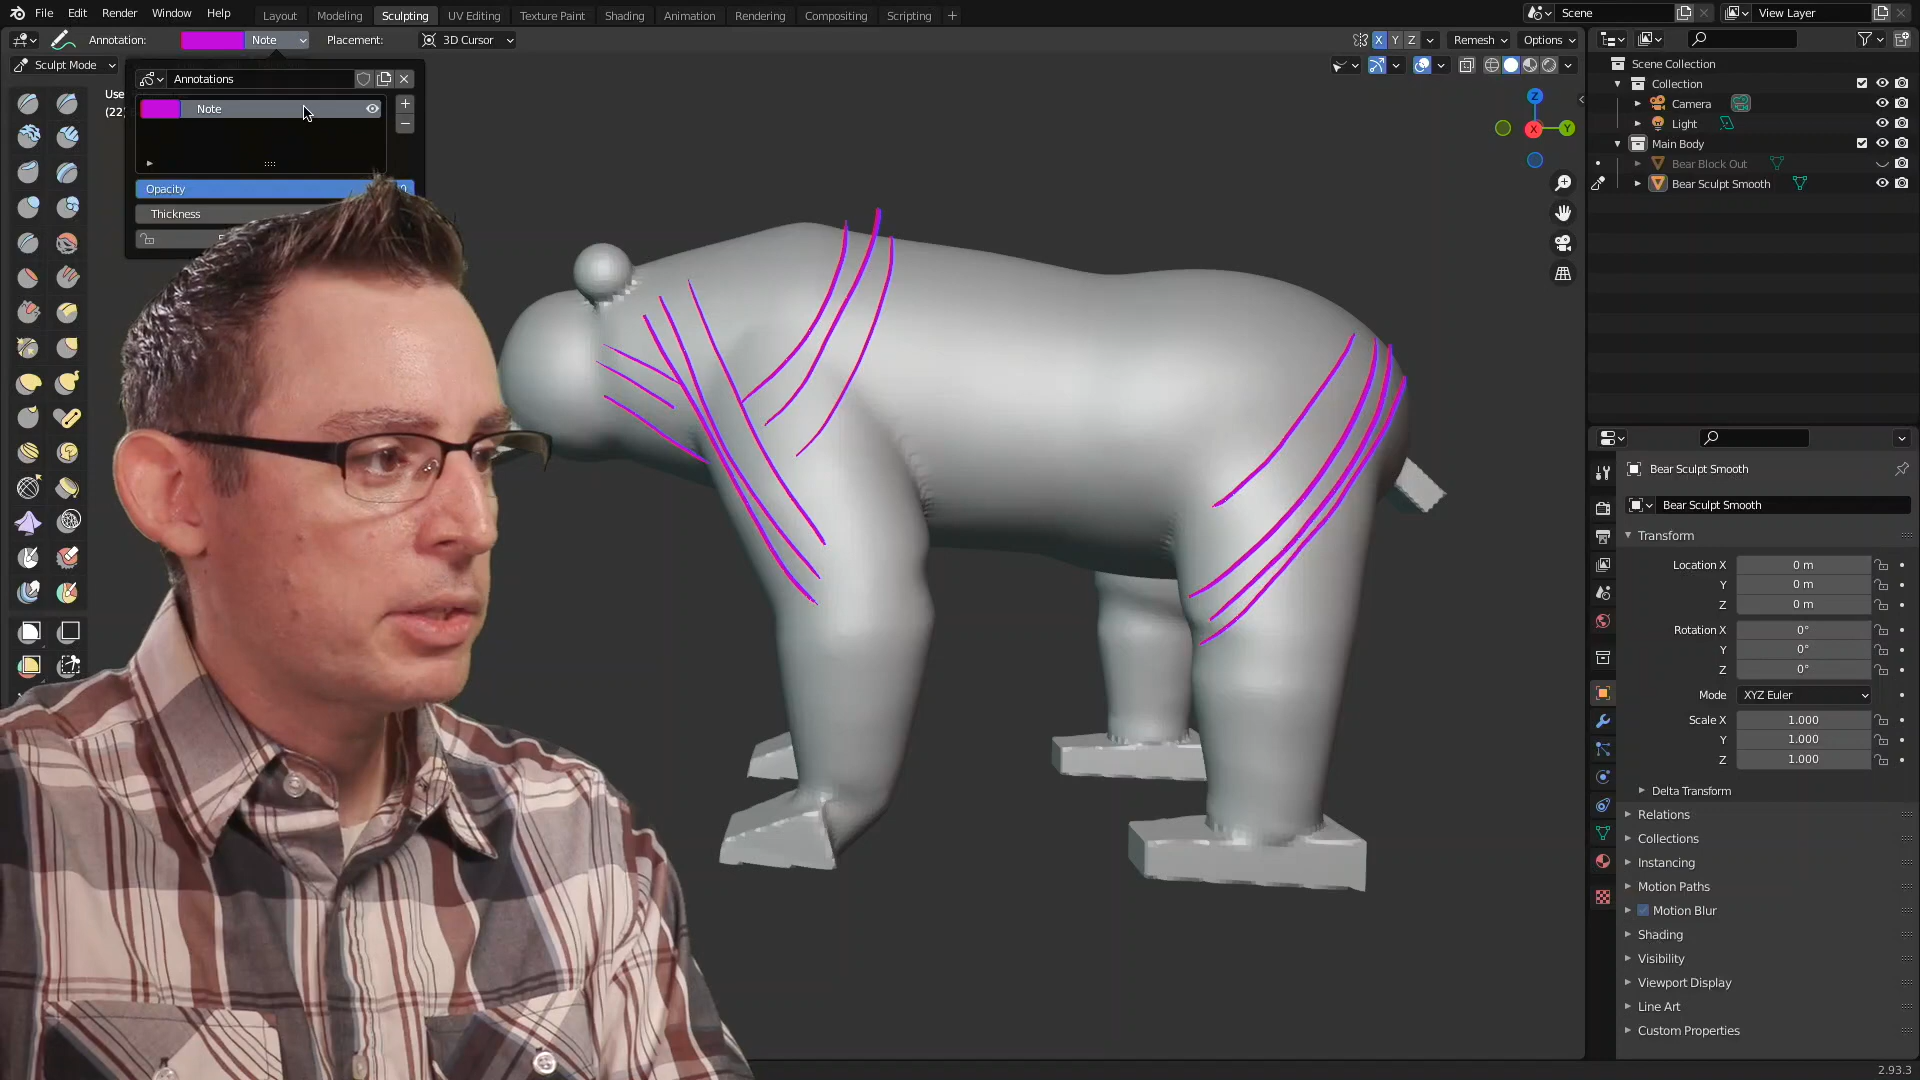 File Edit Render Window Help Layout Modeling Sculpting UV Editing Texture Paint Shading Animation Rendering Compositing Scripting + Scene View Layer
Annotation: Note Placement: 3D Cursor X Y Z Remesh Options
Sculpt Mode
Annotations
Use
(22)
Note
Opacity
Thickness
Z
X
Y
Scene Collection
Collection
Camera
Light
Main Body
Bear Block Out
Bear Sculpt Smooth
Bear Sculpt Smooth
Bear Sculpt Smooth
Transform
Location X 0 m
Y 0 m
Z 0 m
Rotation X 0°
Y 0°
Z 0°
Mode XYZ Euler
Scale X 1.000
Y 1.000
Z 1.000
Delta Transform
Relations
Collections
Instancing
Motion Paths
Motion Blur
Shading
Visibility
Viewport Display
Line Art
Custom Properties
2.93.3